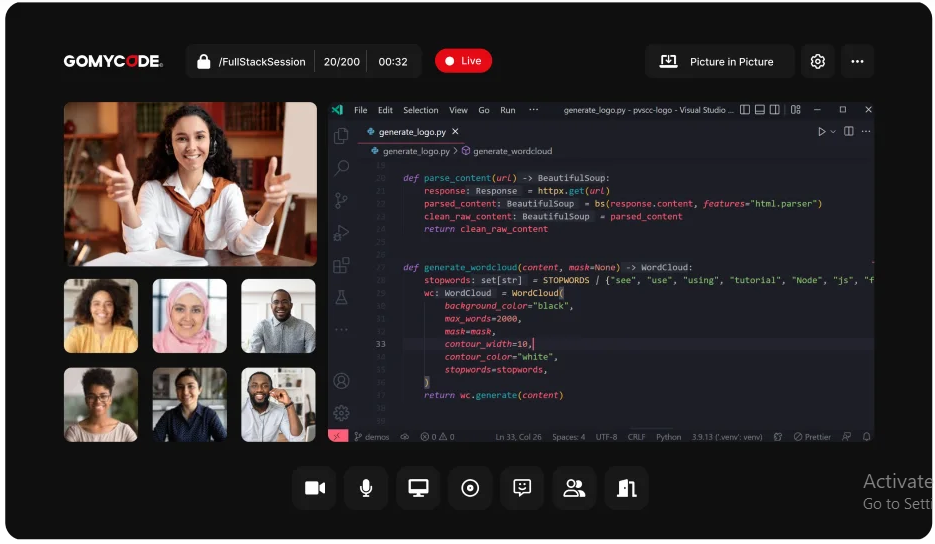 GOMYCODE
/FullStackSession 20/200 00:32
Live
Picture in Picture
File Edit Selection View Go Run ··· generate_logo.py - pvscc-logo - Visual Studio ...
generate_logo.py
generate_logo.py > generate_wordcloud
def parse_content(url) -> BeautifulSoup:
response: Response = httpx.get(url)
parsed_content: BeautifulSoup = bs(response.content, features="html.parser")
clean_raw_content: BeautifulSoup = parsed_content
return clean_raw_content
def generate_wordcloud(content, mask=None) -> WordCloud:
stopwords: set[str] = STOPWORDS / {"see", "use", "using", "tutorial", "Node", "js", "f
wc: WordCloud = WordCloud(
background_color="black",
max_words=2000,
mask=mask,
33 contour_width=10,
contour_color="white",
stopwords=stopwords,
)
return wc.generate(content)
demos 0 0 Ln 33, Col 26 Spaces: 4 UTF-8 CRLF Python 3.9.13 ('.venv': venv) Prettier
Activate
Go to Setti